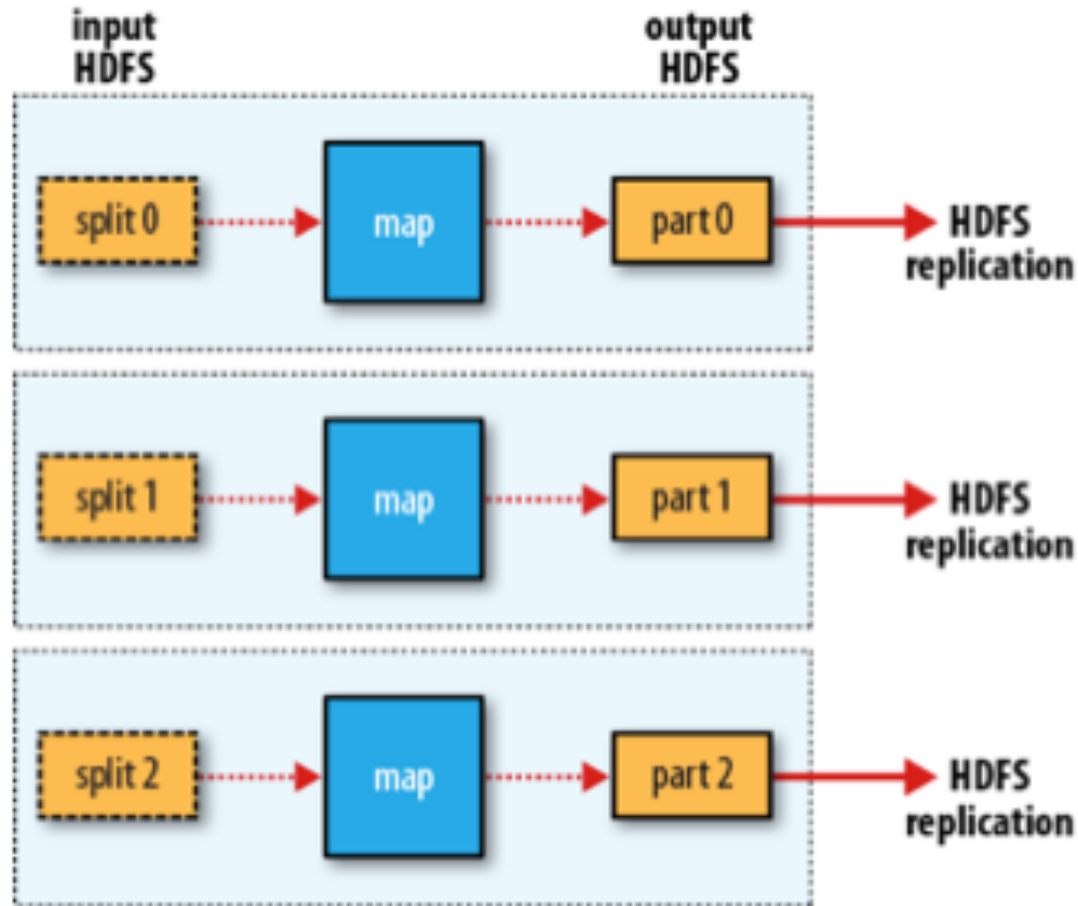 input
HDFS
output
HDFS
split 0
map
part 0
HDFS
replication
split 1
map
part 1
HDFS
replication
split 2
map
part 2
HDFS
replication